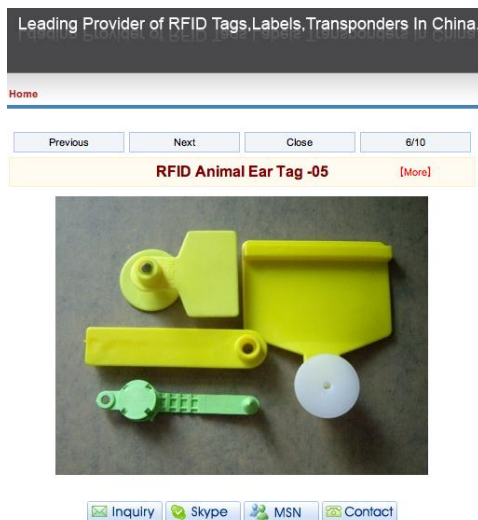 Leading Provider of RFID Tags,Labels,Transponders In China.
Home
Previous Next Close 6/10
RFID Animal Ear Tag -05 【More】
Inquiry Skype MSN Contact